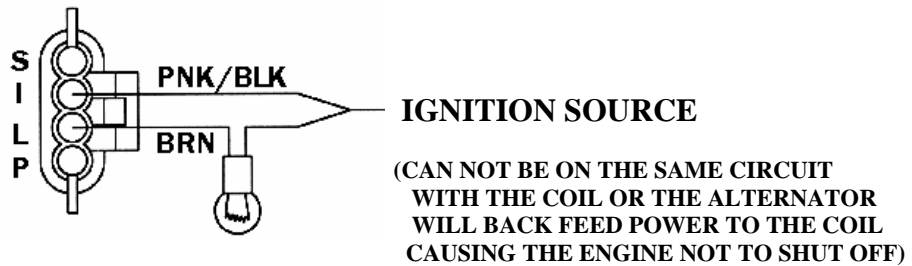 S
I
L
P
PNK/BLK
BRN
IGNITION SOURCE
(CAN NOT BE ON THE SAME CIRCUIT
WITH THE COIL OR THE ALTERNATOR
WILL BACK FEED POWER TO THE COIL
CAUSING THE ENGINE NOT TO SHUT OFF)